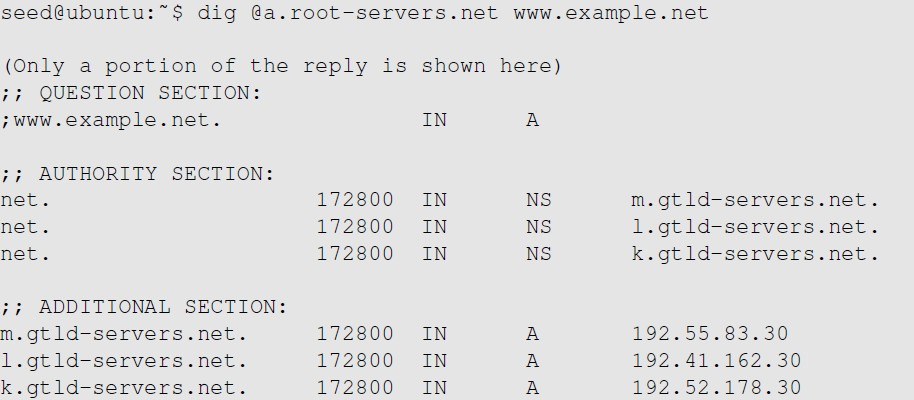 seed@ubuntu:~$ dig @a.root-servers.net www.example.net
(Only a portion of the reply is shown here)
;; QUESTION SECTION:
;www.example.net. IN A
;; AUTHORITY SECTION:
net. 172800 IN NS m.gtld-servers.net.
net. 172800 IN NS l.gtld-servers.net.
net. 172800 IN NS k.gtld-servers.net.
;; ADDITIONAL SECTION:
m.gtld-servers.net. 172800 IN A 192.55.83.30
l.gtld-servers.net. 172800 IN A 192.41.162.30
k.gtld-servers.net. 172800 IN A 192.52.178.30